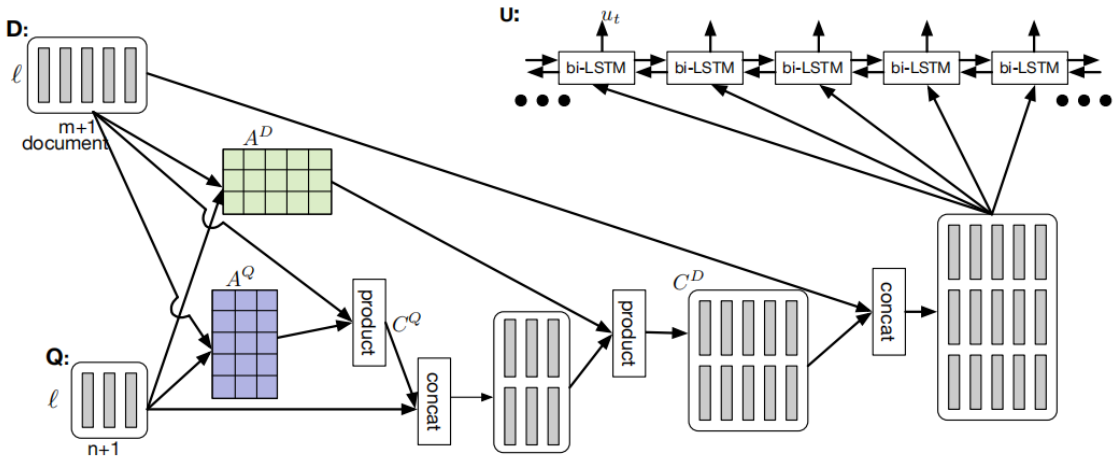 D:
ℓ
m+1
document
U:
u_t
bi-LSTM
bi-LSTM
bi-LSTM
bi-LSTM
bi-LSTM
A^D
A^Q
product
C^Q
Q:
ℓ
n+1
concat
product
C^D
concat